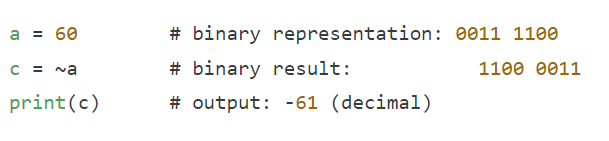 a = 60        # binary representation: 0011 1100
c = ~a        # binary result:           1100 0011
print(c)      # output: -61 (decimal)